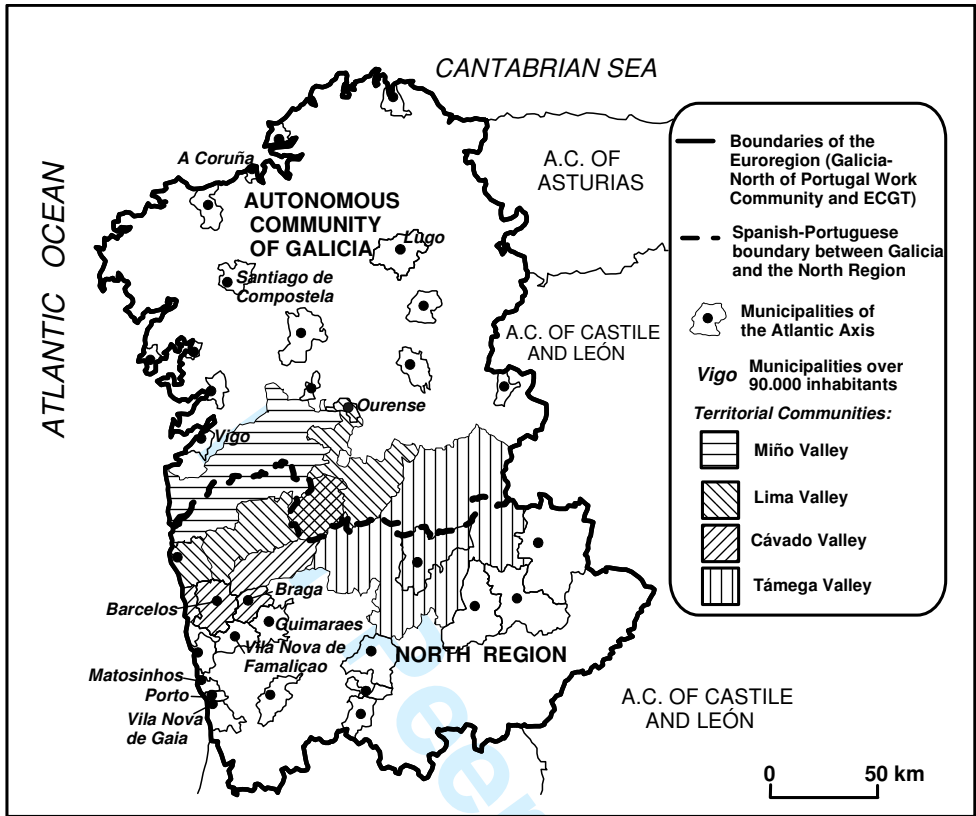 CANTABRIAN SEA
ATLANTIC OCEAN
A Coruña
AUTONOMOUS
COMMUNITY
OF GALICIA
Lugo
Santiago de
Compostela
A.C. OF
ASTURIAS
A.C. OF CASTILE
AND LEÓN
Ourense
Vigo
Braga
Barcelos
Guimaraes
Vila Nova de
Famaliçao
NORTH REGION
Matosinhos
Porto
Vila Nova
de Gaia
A.C. OF CASTILE
AND LEÓN
0 50 km
Boundaries of the
Euroregion (Galicia-
North of Portugal Work
Community and ECGT)
Spanish-Portuguese
boundary between Galicia
and the North Region
Municipalities of
the Atlantic Axis
Vigo Municipalities over
90.000 inhabitants
Territorial Communities:
Miño Valley
Lima Valley
Cávado Valley
Támega Valley
Peer